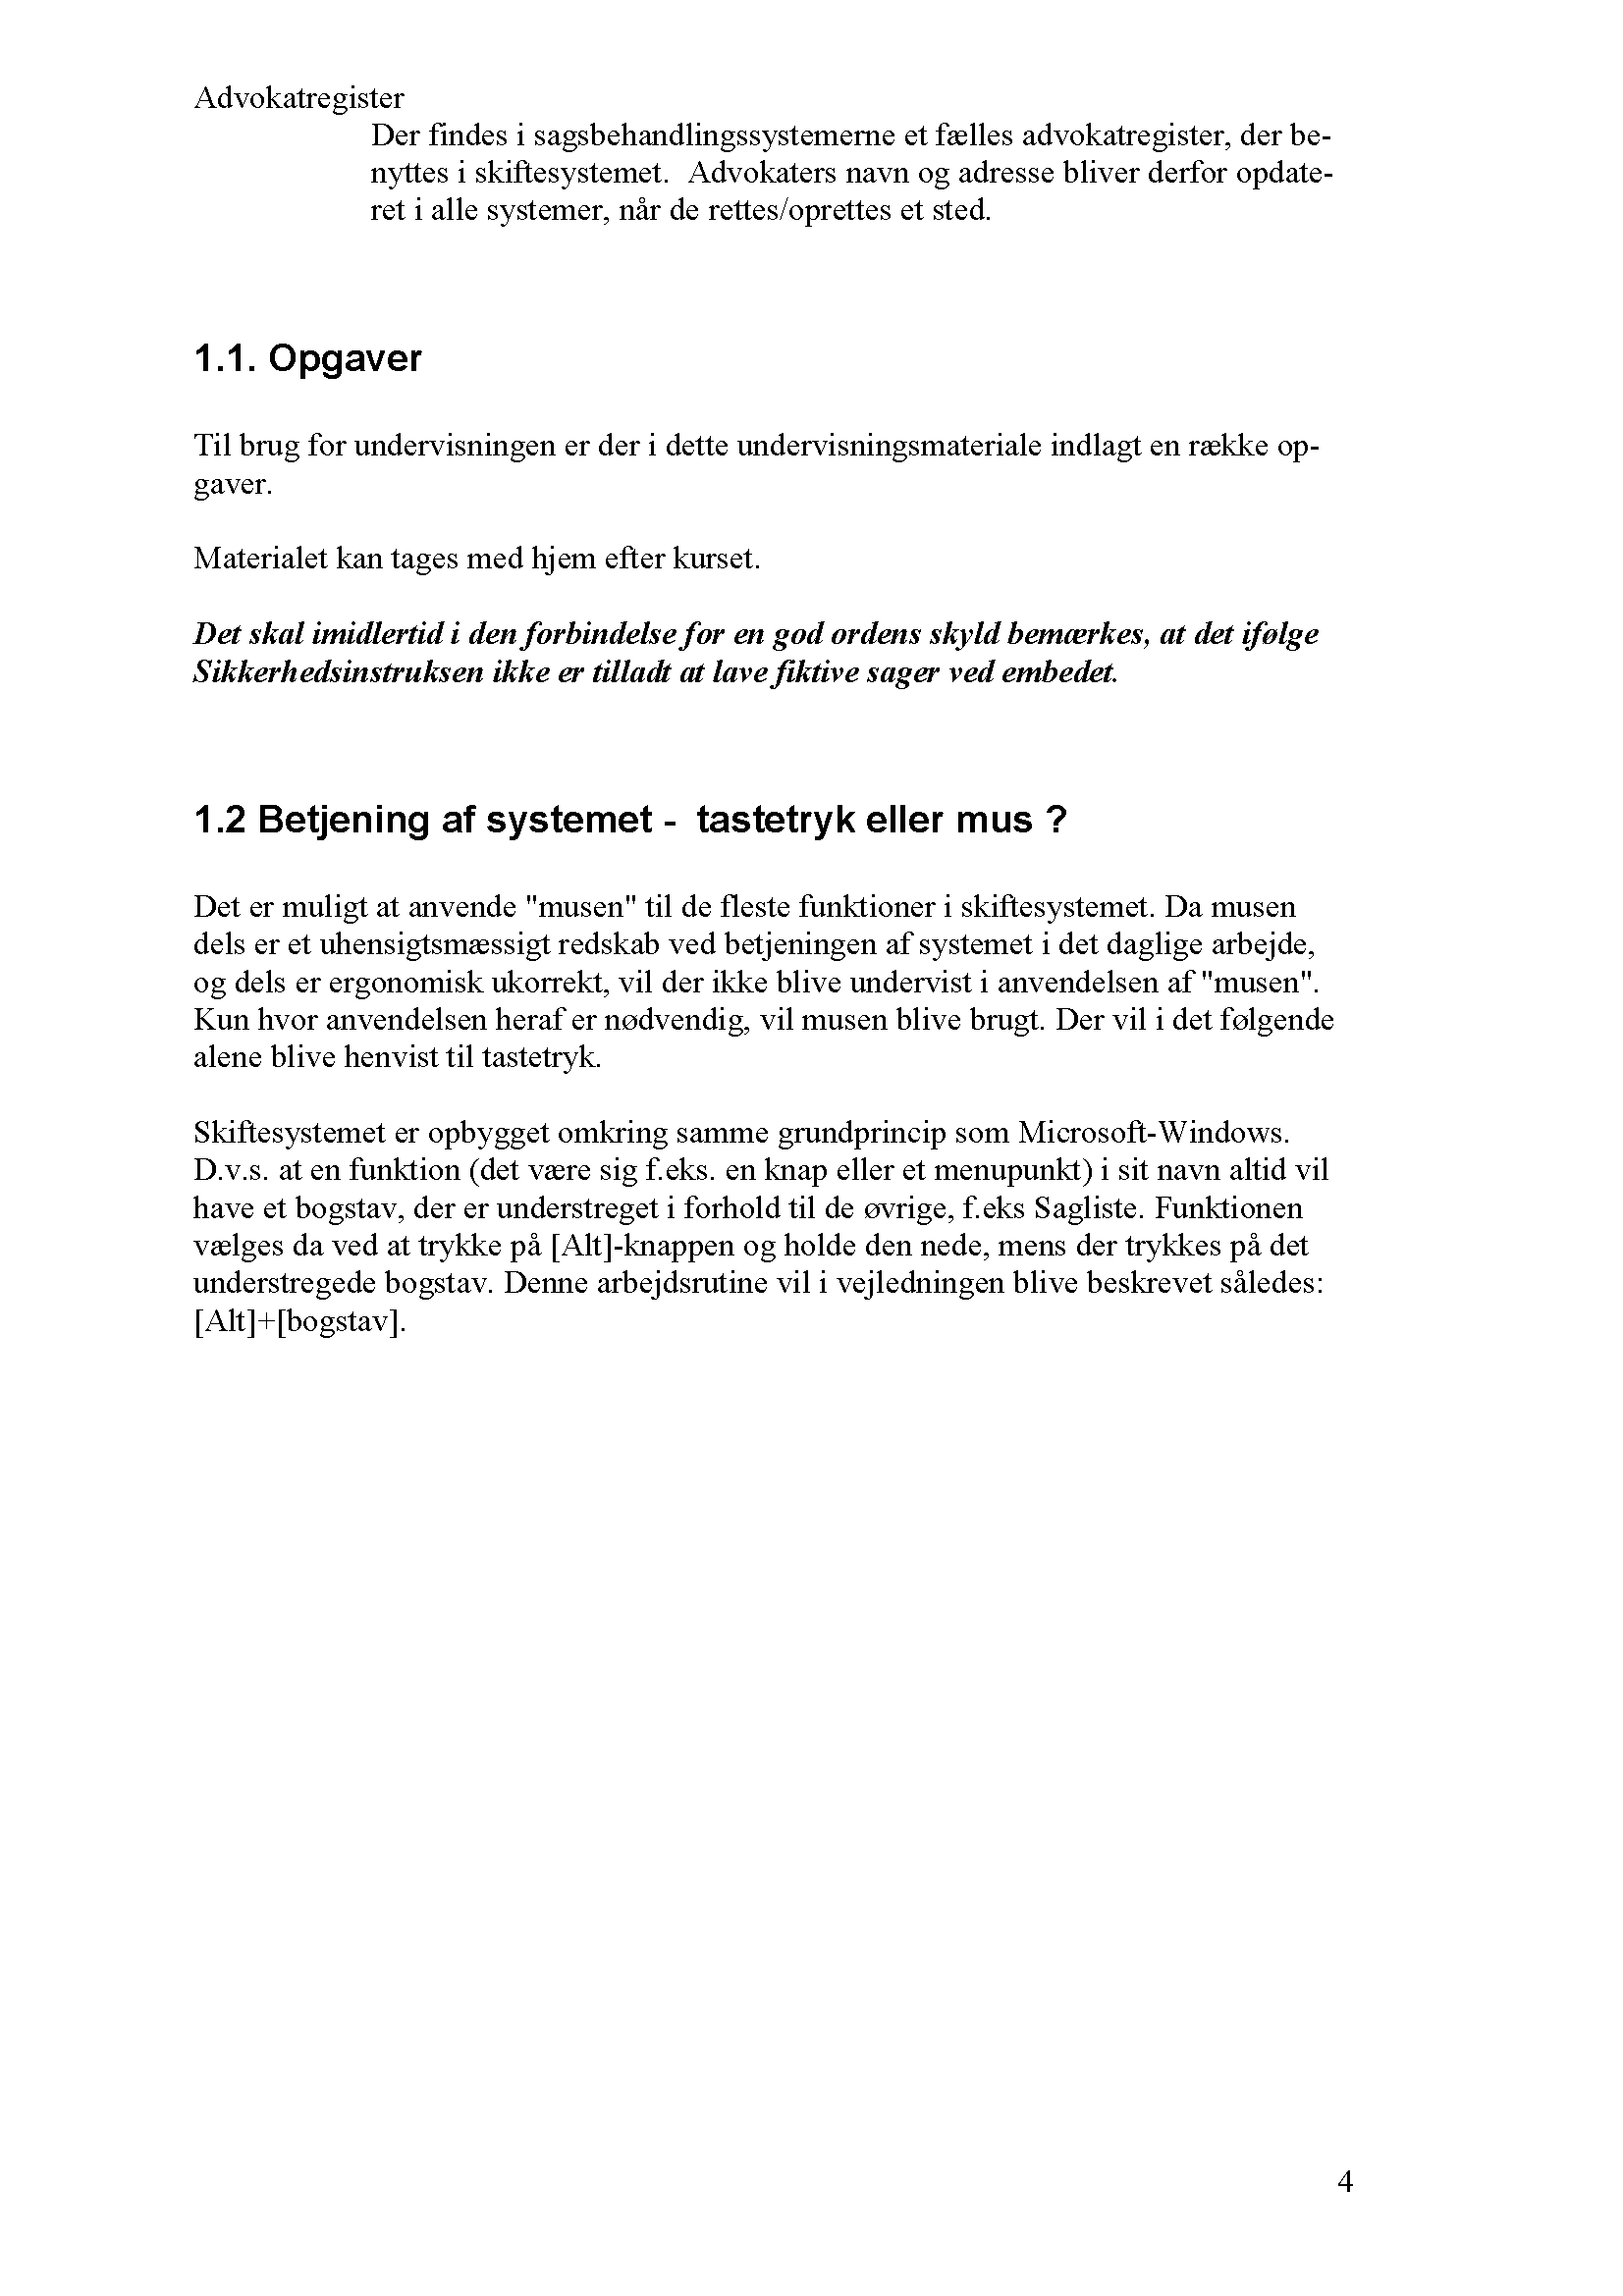 Advokatregister
Der findes i sagsbehandlingssystemerne et fælles advokatregister, der be-
nyttes i skiftesystemet.  Advokaters navn og adresse bliver derfor opdate-
ret i alle systemer, når de rettes/oprettes et sted.
1.1. Opgaver
Til brug for undervisningen er der i dette undervisningsmateriale indlagt en række op-
gaver.
Materialet kan tages med hjem efter kurset.
Det skal imidlertid i den forbindelse for en god ordens skyld bemærkes, at det ifølge
Sikkerhedsinstruksen ikke er tilladt at lave fiktive sager ved embedet.
1.2 Betjening af systemet -  tastetryk eller mus ?
Det er muligt at anvende "musen" til de fleste funktioner i skiftesystemet. Da musen
dels er et uhensigtsmæssigt redskab ved betjeningen af systemet i det daglige arbejde,
og dels er ergonomisk ukorrekt, vil der ikke blive undervist i anvendelsen af "musen".
Kun hvor anvendelsen heraf er nødvendig, vil musen blive brugt. Der vil i det følgende
alene blive henvist til tastetryk.
Skiftesystemet er opbygget omkring samme grundprincip som Microsoft-Windows.
D.v.s. at en funktion (det være sig f.eks. en knap eller et menupunkt) i sit navn altid vil
have et bogstav, der er understreget i forhold til de øvrige, f.eks Sagliste. Funktionen
vælges da ved at trykke på [Alt]-knappen og holde den nede, mens der trykkes på det
understregede bogstav. Denne arbejdsrutine vil i vejledningen blive beskrevet således:
[Alt]+[bogstav].
4